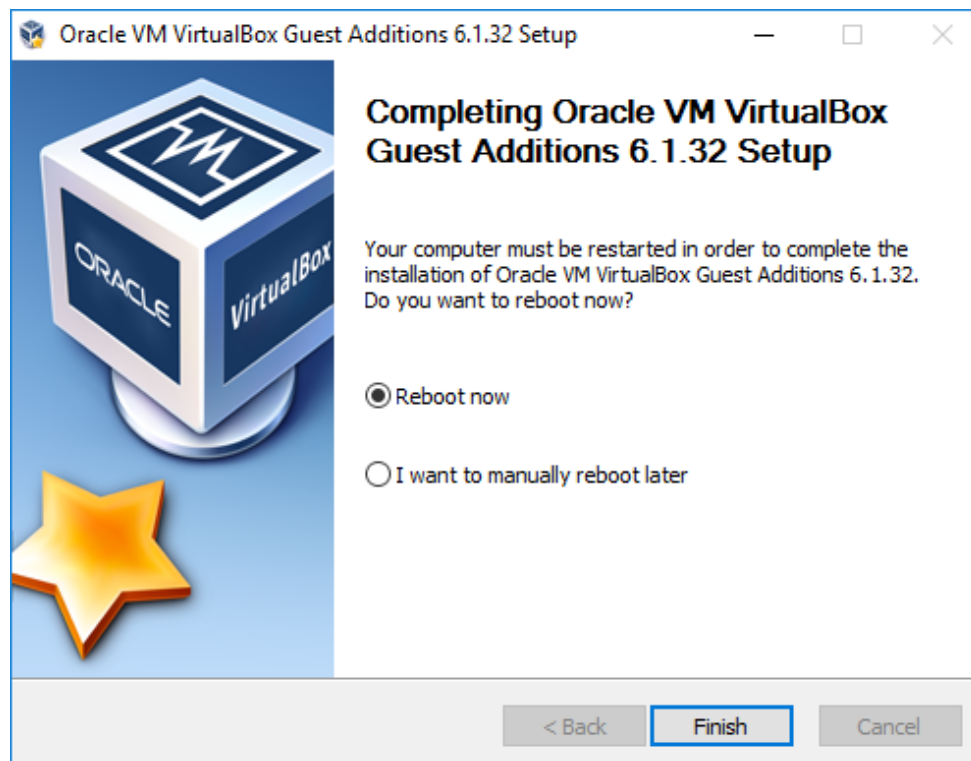 Oracle VM VirtualBox Guest Additions 6.1.32 Setup
Completing Oracle VM VirtualBox
Guest Additions 6.1.32 Setup
Your computer must be restarted in order to complete the
installation of Oracle VM VirtualBox Guest Additions 6.1.32.
Do you want to reboot now?
ORACLE
VirtualBox
Reboot now
I want to manually reboot later
< Back
Finish
Cancel